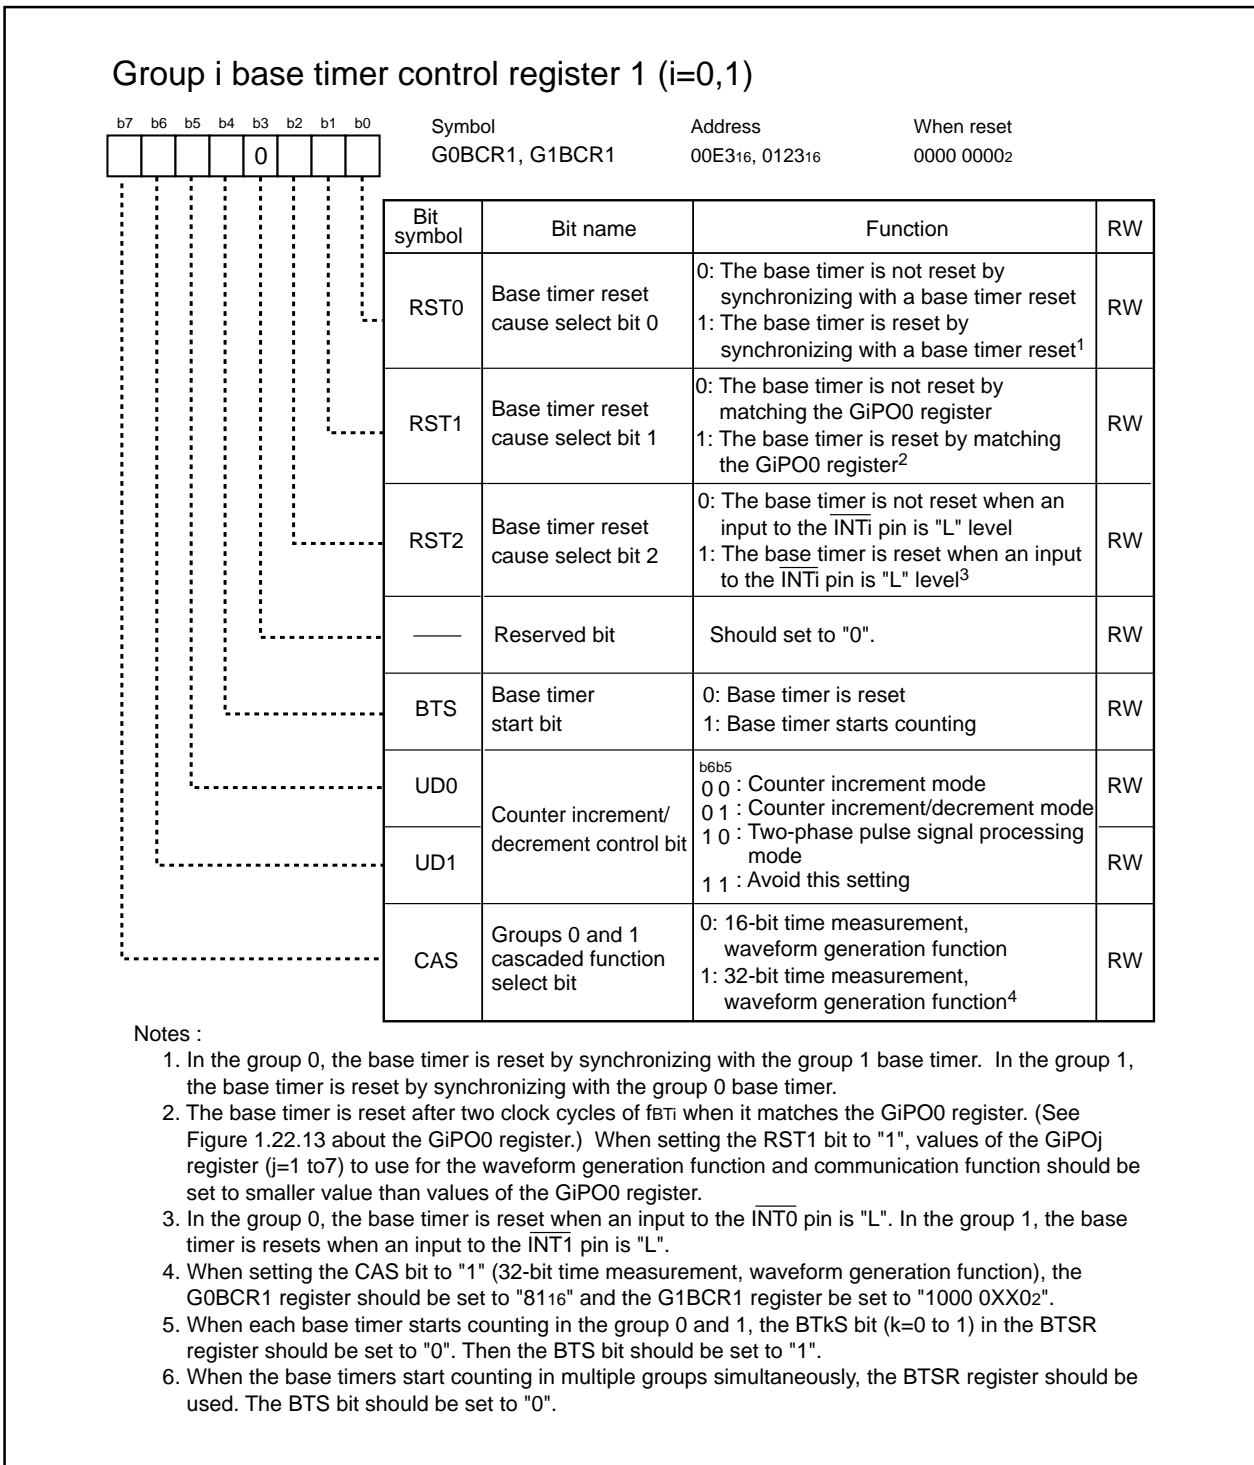 Group i base timer control register 1 (i=0,1)
b7 b6 b5 b4 b3 b2 b1 b0
0
Symbol Address When reset
G0BCR1, G1BCR1 00E316, 012316 0000 00002
Bit symbol Bit name Function RW
RST0
Base timer reset
cause select bit 0
0: The base timer is not reset by
synchronizing with a base timer reset
1: The base timer is reset by
synchronizing with a base timer reset1
RW
RST1
Base timer reset
cause select bit 1
0: The base timer is not reset by
matching the GiPO0 register
1: The base timer is reset by matching
the GiPO0 register2
RW
RST2
Base timer reset
cause select bit 2
0: The base timer is not reset when an
input to the INTi pin is "L" level
1: The base timer is reset when an input
to the INTi pin is "L" level3
RW
Reserved bit
Should set to "0".
RW
BTS
Base timer
start bit
0: Base timer is reset
1: Base timer starts counting
RW
UD0
UD1
Counter increment/
decrement control bit
b6b5
0 0 : Counter increment mode
0 1 : Counter increment/decrement mode
1 0 : Two-phase pulse signal processing
mode
1 1 : Avoid this setting
RW
RW
CAS
Groups 0 and 1
cascaded function
select bit
0: 16-bit time measurement,
waveform generation function
1: 32-bit time measurement,
waveform generation function4
RW
Notes :
1. In the group 0, the base timer is reset by synchronizing with the group 1 base timer. In the group 1,
the base timer is reset by synchronizing with the group 0 base timer.
2. The base timer is reset after two clock cycles of fBTi when it matches the GiPO0 register. (See
Figure 1.22.13 about the GiPO0 register.) When setting the RST1 bit to "1", values of the GiPOj
register (j=1 to7) to use for the waveform generation function and communication function should be
set to smaller value than values of the GiPO0 register.
3. In the group 0, the base timer is reset when an input to the INT0 pin is "L". In the group 1, the base
timer is resets when an input to the INT1 pin is "L".
4. When setting the CAS bit to "1" (32-bit time measurement, waveform generation function), the
G0BCR1 register should be set to "8116" and the G1BCR1 register be set to "1000 0XX02".
5. When each base timer starts counting in the group 0 and 1, the BTkS bit (k=0 to 1) in the BTSR
register should be set to "0". Then the BTS bit should be set to "1".
6. When the base timers start counting in multiple groups simultaneously, the BTSR register should be
used. The BTS bit should be set to "0".